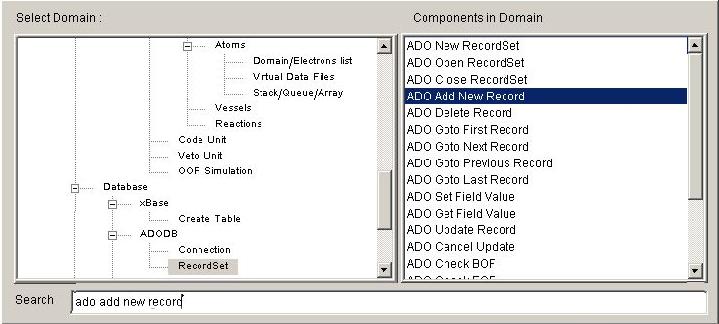 Select Domain :
Components in Domain
Atoms
Domain/Electrons list
Virtual Data Files
Stack/Queue/Array
Vessels
Reactions
Code Unit
Veto Unit
OOF Simulation
Database
xBase
Create Table
ADODB
Connection
RecordSet
ADO New RecordSet
ADO Open RecordSet
ADO Close RecordSet
ADO Add New Record
ADO Delete Record
ADO Goto First Record
ADO Goto Next Record
ADO Goto Previous Record
ADO Goto Last Record
ADO Set Field Value
ADO Get Field Value
ADO Update Record
ADO Cancel Update
ADO Check BOF
ADO Check EOF
Search
ado add new record